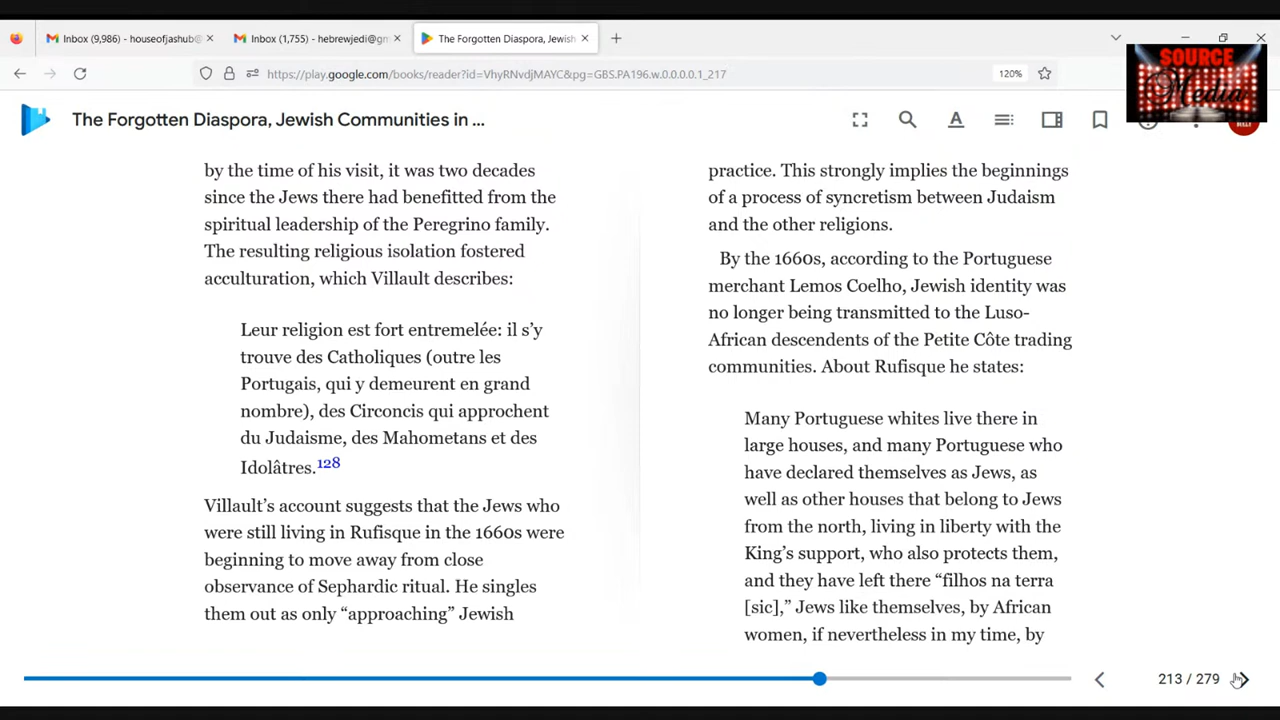 Inbox (9,986) - houseofjashub@
Inbox (1,755) - hebrewjedi@gm
The Forgotten Diaspora, Jewish
https://play.google.com/books/reader?id=VhyRNvdjMAYC&pg=GBS.PA196.w.0.0.0.0.1_217
120%
SOURCE
Media
The Forgotten Diaspora, Jewish Communities in ...
by the time of his visit, it was two decades
since the Jews there had benefitted from the
spiritual leadership of the Peregrino family.
The resulting religious isolation fostered
acculturation, which Villault describes:
Leur religion est fort entremelée: il s’y
trouve des Catholiques (outre les
Portugais, qui y demeurent en grand
nombre), des Circoncis qui approchent
du Judaisme, des Mahometans et des
Idolâtres.128
Villault’s account suggests that the Jews who
were still living in Rufisque in the 1660s were
beginning to move away from close
observance of Sephardic ritual. He singles
them out as only “approaching” Jewish
practice. This strongly implies the beginnings
of a process of syncretism between Judaism
and the other religions.
By the 1660s, according to the Portuguese
merchant Lemos Coelho, Jewish identity was
no longer being transmitted to the Luso-
African descendents of the Petite Côte trading
communities. About Rufisque he states:
Many Portuguese whites live there in
large houses, and many Portuguese who
have declared themselves as Jews, as
well as other houses that belong to Jews
from the north, living in liberty with the
King’s support, who also protects them,
and they have left there “filhos na terra
[sic],” Jews like themselves, by African
women, if nevertheless in my time, by
213 / 279